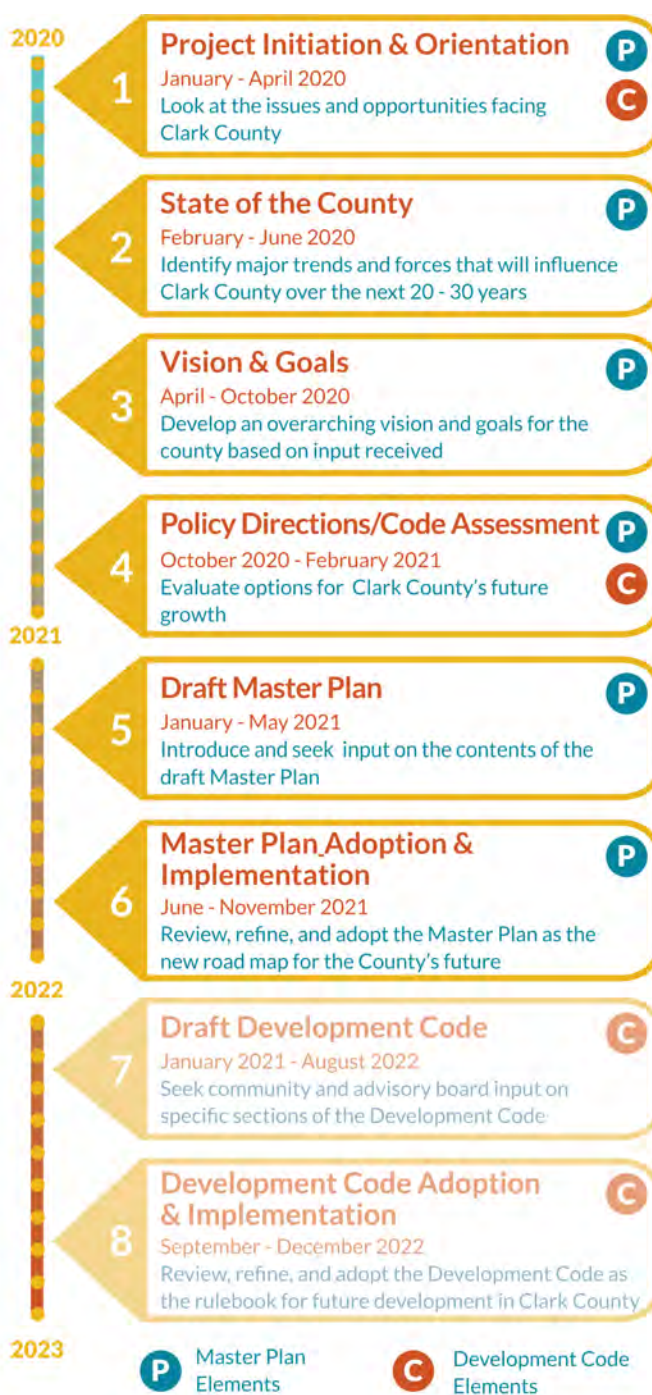 2020
1
Project Initiation & Orientation
P
January - April 2020
C
Look at the issues and opportunities facing
Clark County
2
State of the County
P
February - June 2020
Identify major trends and forces that will influence
Clark County over the next 20 - 30 years
3
Vision & Goals
P
April - October 2020
Develop an overarching vision and goals for the
county based on input received
4
Policy Directions/Code Assessment
P
October 2020 - February 2021
C
Evaluate options for Clark County's future
growth
2021
5
Draft Master Plan
P
January - May 2021
Introduce and seek input on the contents of the
draft Master Plan
6
Master Plan Adoption &
P
Implementation
June - November 2021
Review, refine, and adopt the Master Plan as the
new road map for the County's future
2022
7
Draft Development Code
C
January 2021 - August 2022
Seek community and advisory board input on
specific sections of the Development Code
8
Development Code Adoption
C
& Implementation
September - December 2022
Review, refine, and adopt the Development Code as
the rulebook for future development in Clark County
2023
P
Master Plan
Elements
C
Development Code
Elements